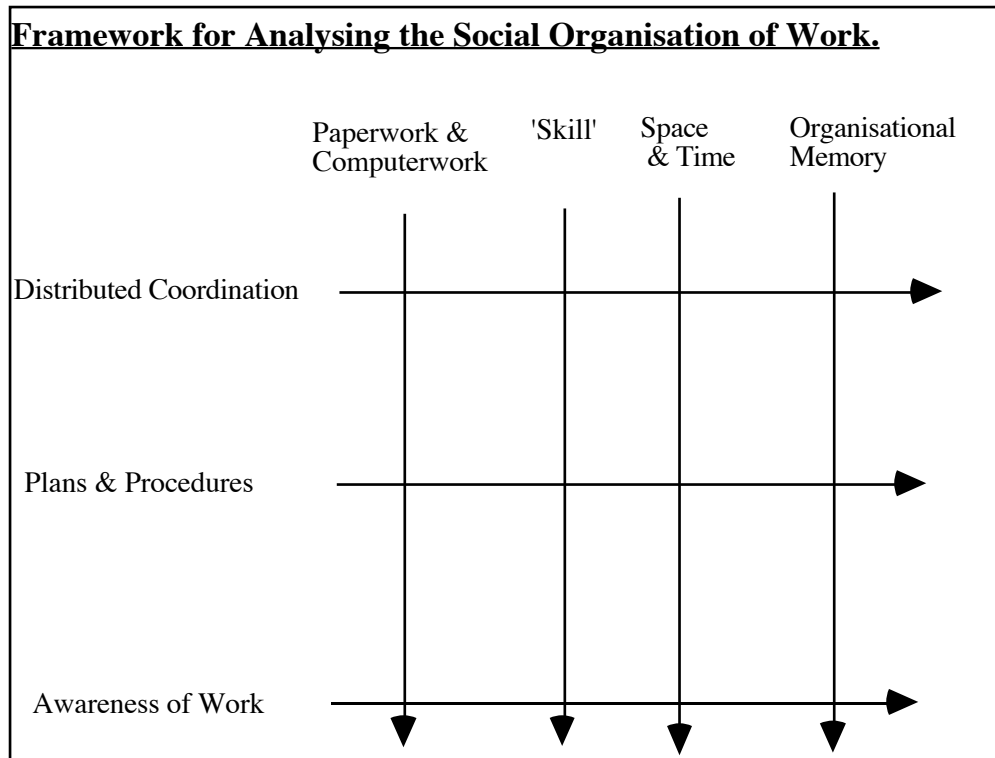 Framework for Analysing the Social Organisation of Work.
Paperwork &
Computerwork
'Skill'
Space
& Time
Organisational
Memory
Distributed Coordination
Plans & Procedures
Awareness of Work